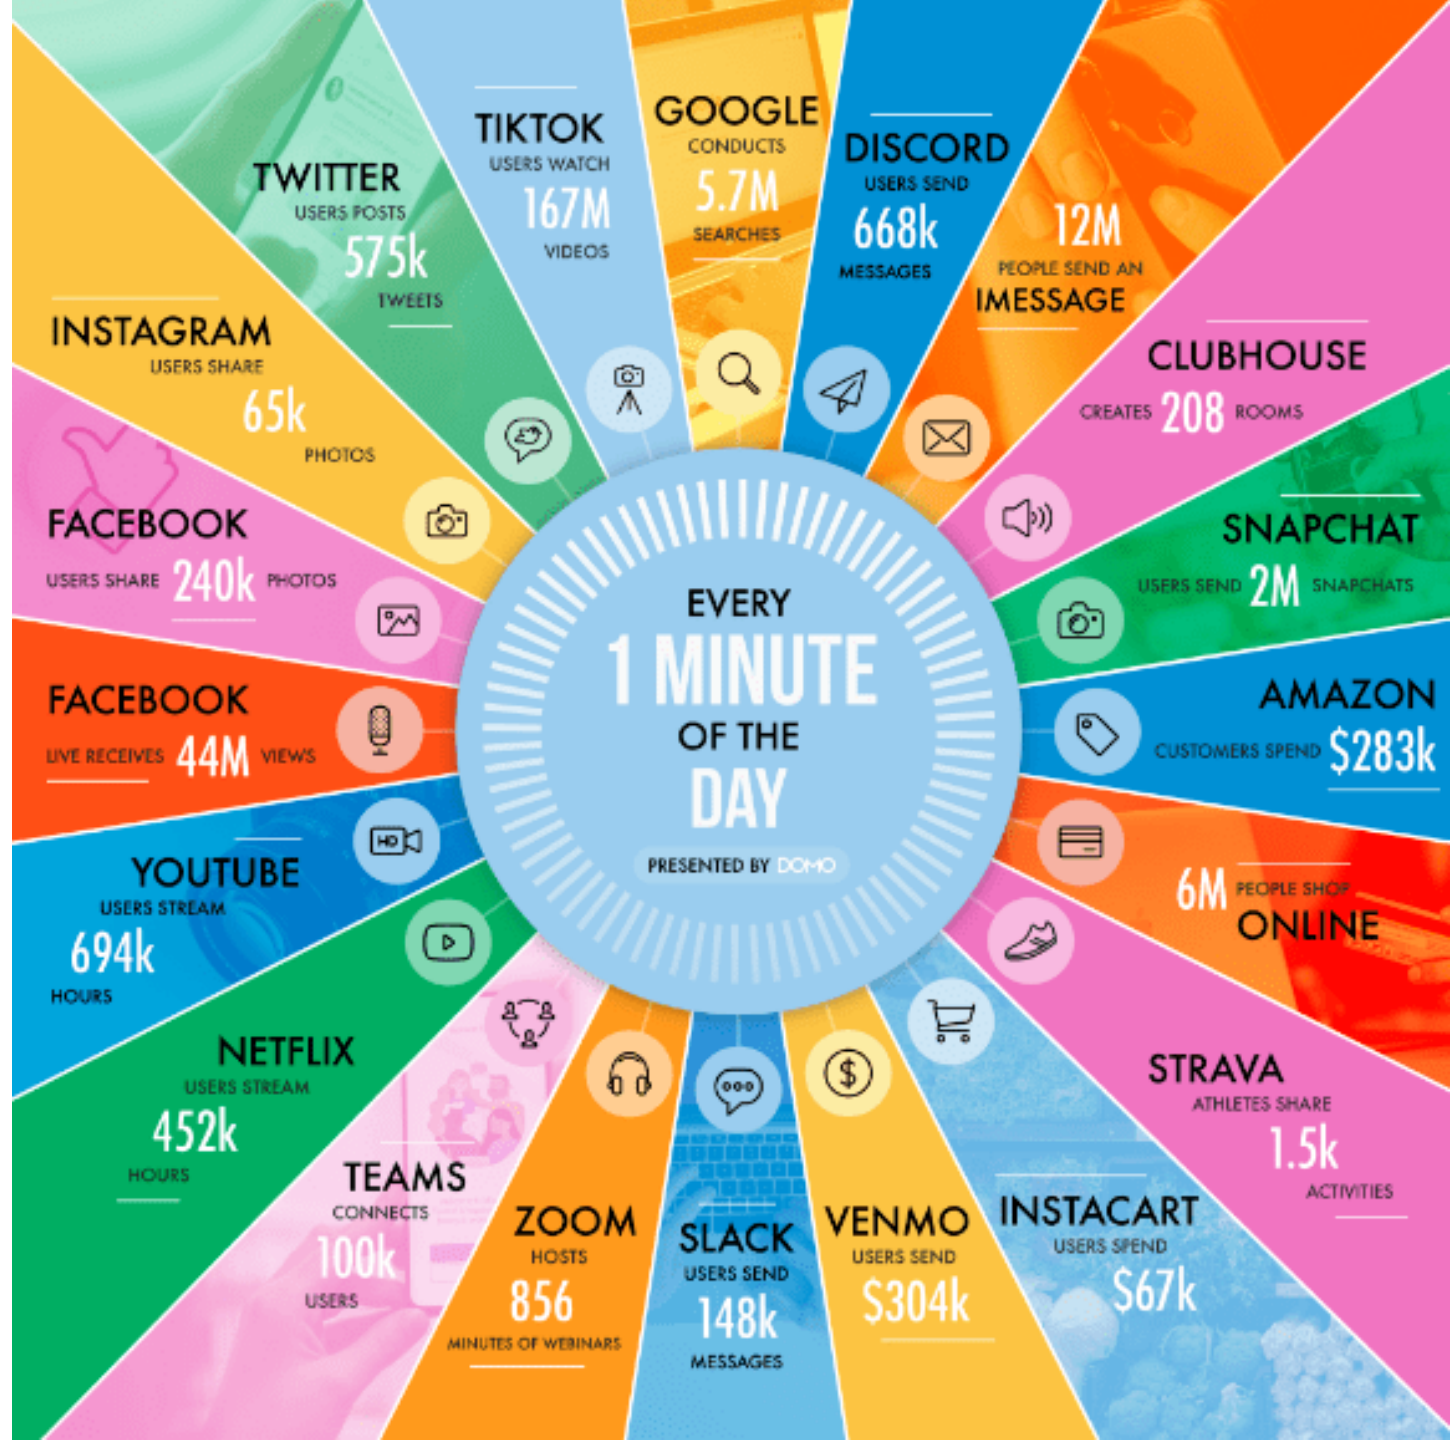 EVERY
1 MINUTE
OF THE
DAY
PRESENTED BY DOMO
GOOGLE
CONDUCTS
5.7M
SEARCHES
DISCORD
USERS SEND
668k
MESSAGES
12M
PEOPLE SEND AN
IMESSAGE
CLUBHOUSE
CREATES 208 ROOMS
SNAPCHAT
USERS SEND 2M SNAPCHATS
AMAZON
CUSTOMERS SPEND $283k
6M PEOPLE SHOP
ONLINE
STRAVA
ATHLETES SHARE
1.5k
ACTIVITIES
INSTACART
USERS SPEND
$67k
VENMO
USERS SEND
$304k
SLACK
USERS SEND
148k
MESSAGES
ZOOM
HOSTS
856
MINUTES OF WEBINARS
TEAMS
CONNECTS
100k
USERS
NETFLIX
USERS STREAM
452k
HOURS
YOUTUBE
USERS STREAM
694k
HOURS
HD
FACEBOOK
LIVE RECEIVES 44M VIEWS
FACEBOOK
USERS SHARE 240k PHOTOS
INSTAGRAM
USERS SHARE
65k
PHOTOS
TWITTER
USERS POSTS
575k
TWEETS
TIKTOK
USERS WATCH
167M
VIDEOS